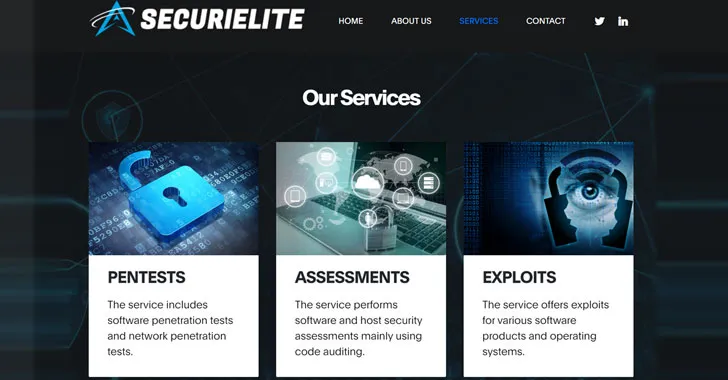 SECURIELITE
HOME ABOUT US SERVICES CONTACT
Our Services
PENTESTS
The service includes
software penetration tests
and network penetration
tests.
ASSESSMENTS
The service performs
software and host security
assessments mainly using
code auditing.
EXPLOITS
The service offers exploits
for various software
products and operating
systems.